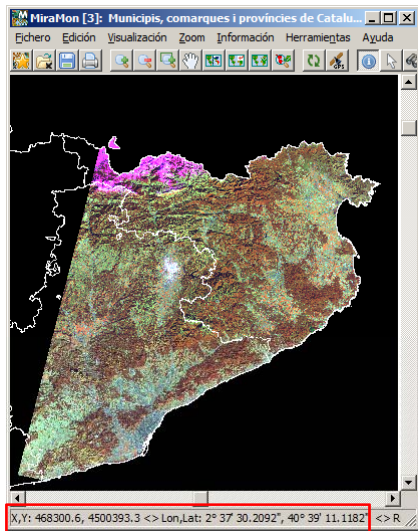 MiraMon [3]: Municipis, comarques i províncies de Catalu...
Fichero Edición Visualización Zoom Información Herramientas Ayuda
GPS
X,Y: 468300.6, 4500393.3 <> Lon,Lat: 2° 37' 30.2092", 40° 39' 11.1182" <> R